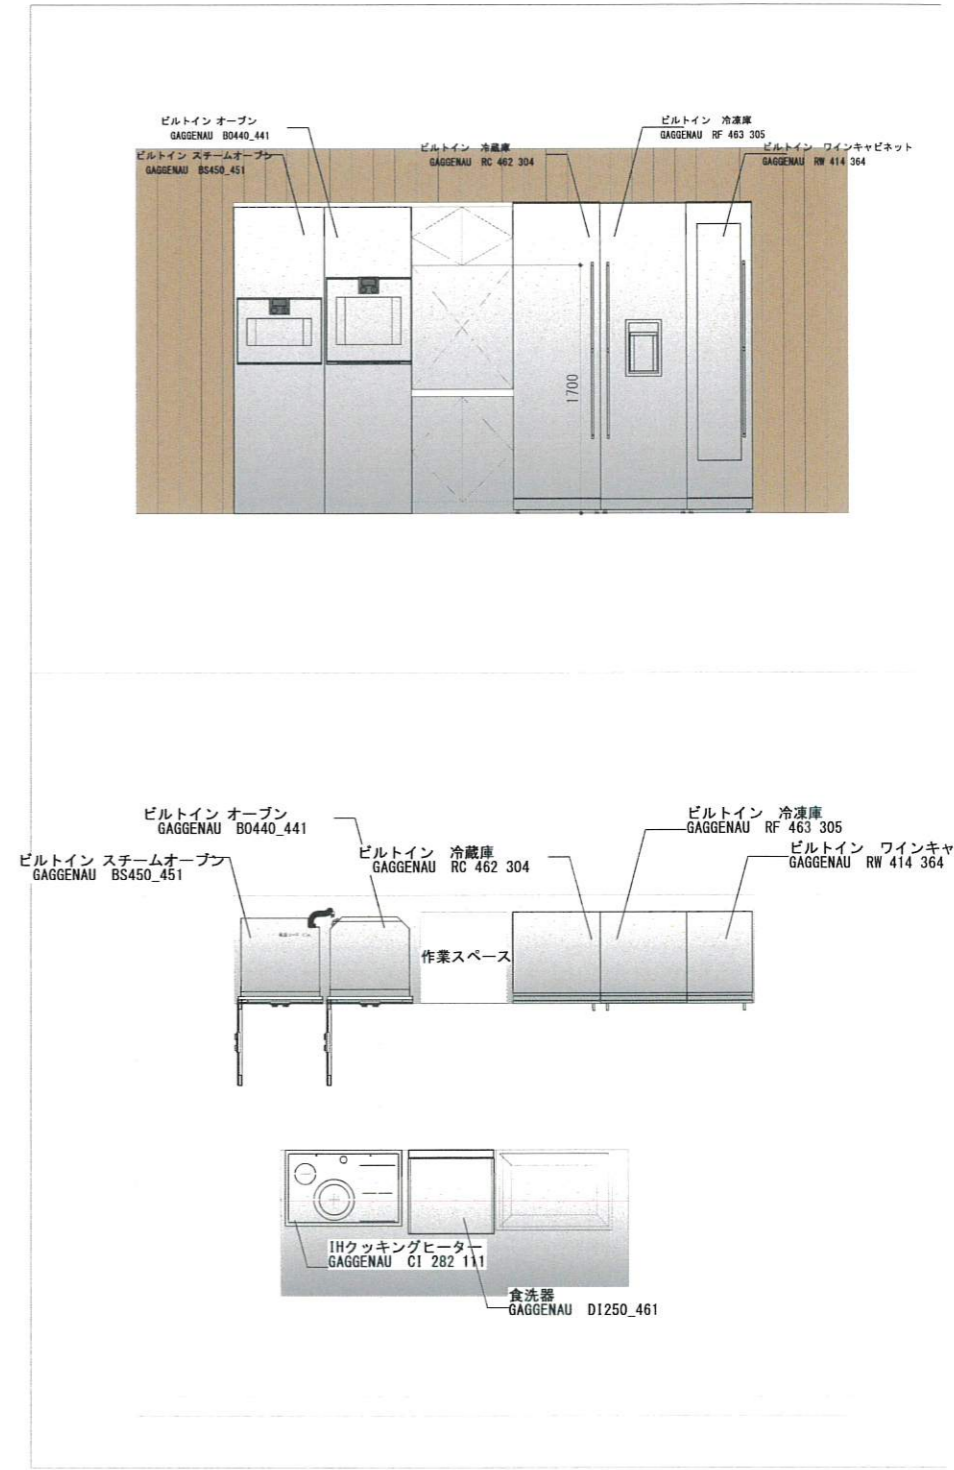 ビルトイン オーブン
GAGGENAU BO440_441
ビルトイン スチームオーブン
GAGGENAU BS450_451
ビルトイン 冷蔵庫
GAGGENAU RC 462 304
ビルトイン 冷凍庫
GAGGENAU RF 463 305
ビルトイン ワインキャビネット
GAGGENAU RW 414 364
1700
ビルトイン オーブン
GAGGENAU BO440_441
ビルトイン スチームオーブン
GAGGENAU BS450_451
ビルトイン 冷蔵庫
GAGGENAU RC 462 304
ビルトイン 冷凍庫
GAGGENAU RF 463 305
ビルトイン ワインキャ
GAGGENAU RW 414 364
作業スペース
IHクッキングヒーター
GAGGENAU CI 282 111
食洗器
GAGGENAU DI250_461